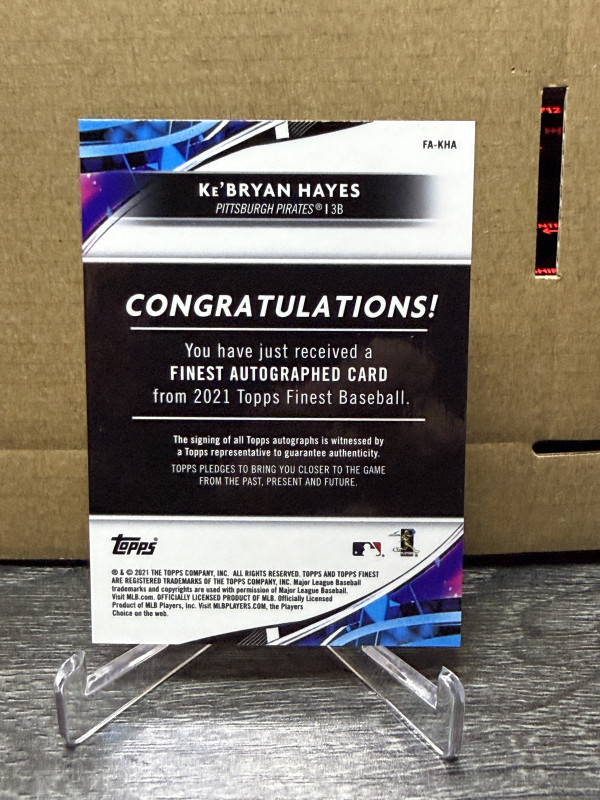 FA-KHA
KE'BRYAN HAYES
PITTSBURGH PIRATES® I 3B
CONGRATULATIONS!
You have just received a
FINEST AUTOGRAPHED CARD
from 2021 Topps Finest Baseball.
The signing of all Topps autographs is witnessed by
a Topps representative to guarantee authenticity.
TOPPS PLEDGES TO BRING YOU CLOSER TO THE GAME
FROM THE PAST, PRESENT AND FUTURE.
Topps®
® & © 2021 THE TOPPS COMPANY, INC. ALL RIGHTS RESERVED. TOPPS AND TOPPS FINEST
ARE REGISTERED TRADEMARKS OF THE TOPPS COMPANY, INC. Major League Baseball
trademarks and copyrights are used with permission of Major League Baseball.
Visit MLB.com. OFFICIALLY LICENSED PRODUCT OF MLB. Officially Licensed
Product of MLB Players, Inc. Visit MLBPLAYERS.COM, the Players
Choice on the web.